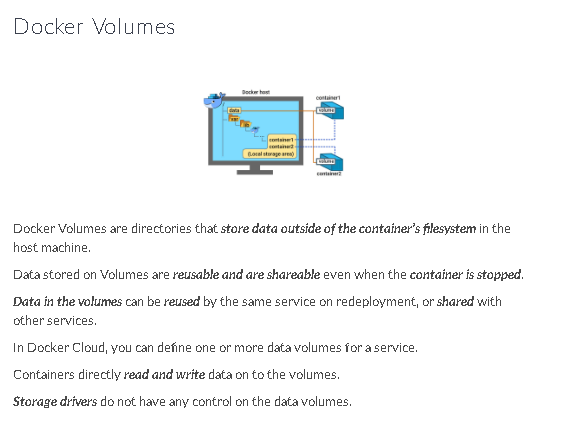 Docker Volumes
Docker host
container1
data
volume
container1
container2
(Local storage area)
volume
container2
Docker Volumes are directories that store data outside of the container's filesystem in the
host machine.
Data stored on Volumes are reusable and are shareable even when the container is stopped.
Data in the volumes can be reused by the same service on redeployment, or shared with
other services.
In Docker Cloud, you can define one or more data volumes for a service.
Containers directly read and write data on to the volumes.
Storage drivers do not have any control on the data volumes.